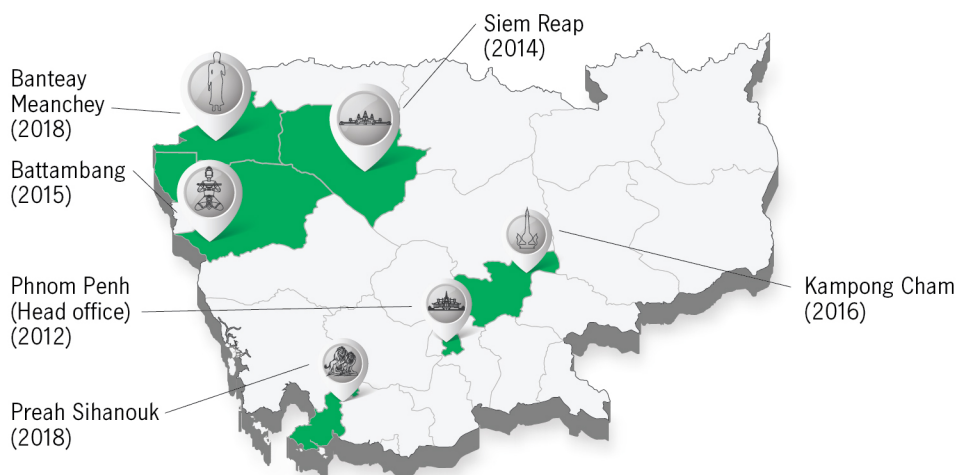 Siem Reap
(2014)
Banteay
Meanchey
(2018)
Battambang
(2015)
Phnom Penh
(Head office)
(2012)
Kampong Cham
(2016)
Preah Sihanouk
(2018)